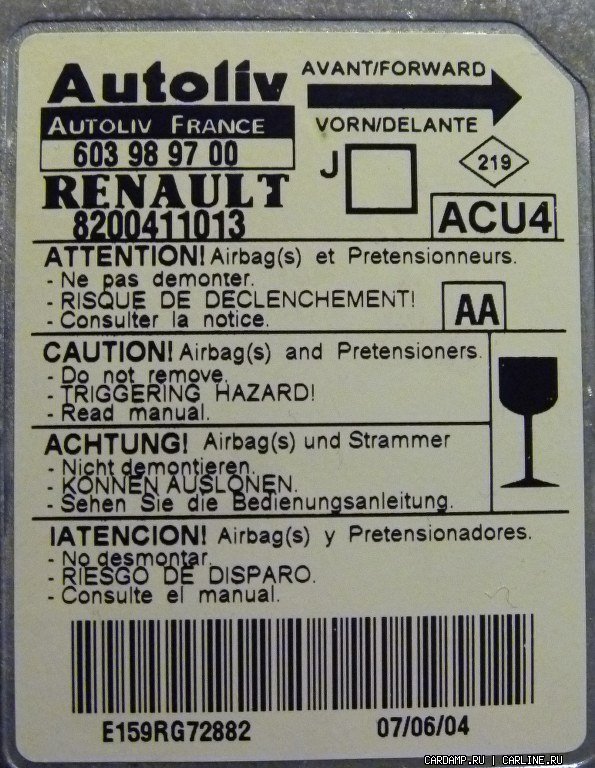 Autoliv
AVANT/FORWARD
AUTOLIV FRANCE
VORN/DELANTE
603 98 97 00
J
219
RENAULT
8200411013
ACU4
ATTENTION! Airbag(s) et Pretensionneurs.
- Ne pas demonter.
- RISQUE DE DECLENCHEMENT!
- Consulter la notice.
AA
CAUTION! Airbag(s) and Pretensioners.
- Do not remove.
- TRIGGERING HAZARD!
- Read manual.
ACHTUNG! Airbag(s) und Strammer
- Nicht demontieren.
- KONNEN AUSLONEN.
- Sehen Sie die Bedienungsanleitung.
IATENCION! Airbag(s) y Pretensionadores.
- No desmontar.
- RIESGO DE DISPARO.
- Consulte el manual.
E159RG72882
07/06/04
CARDAMP.RU | CARLINE.RU